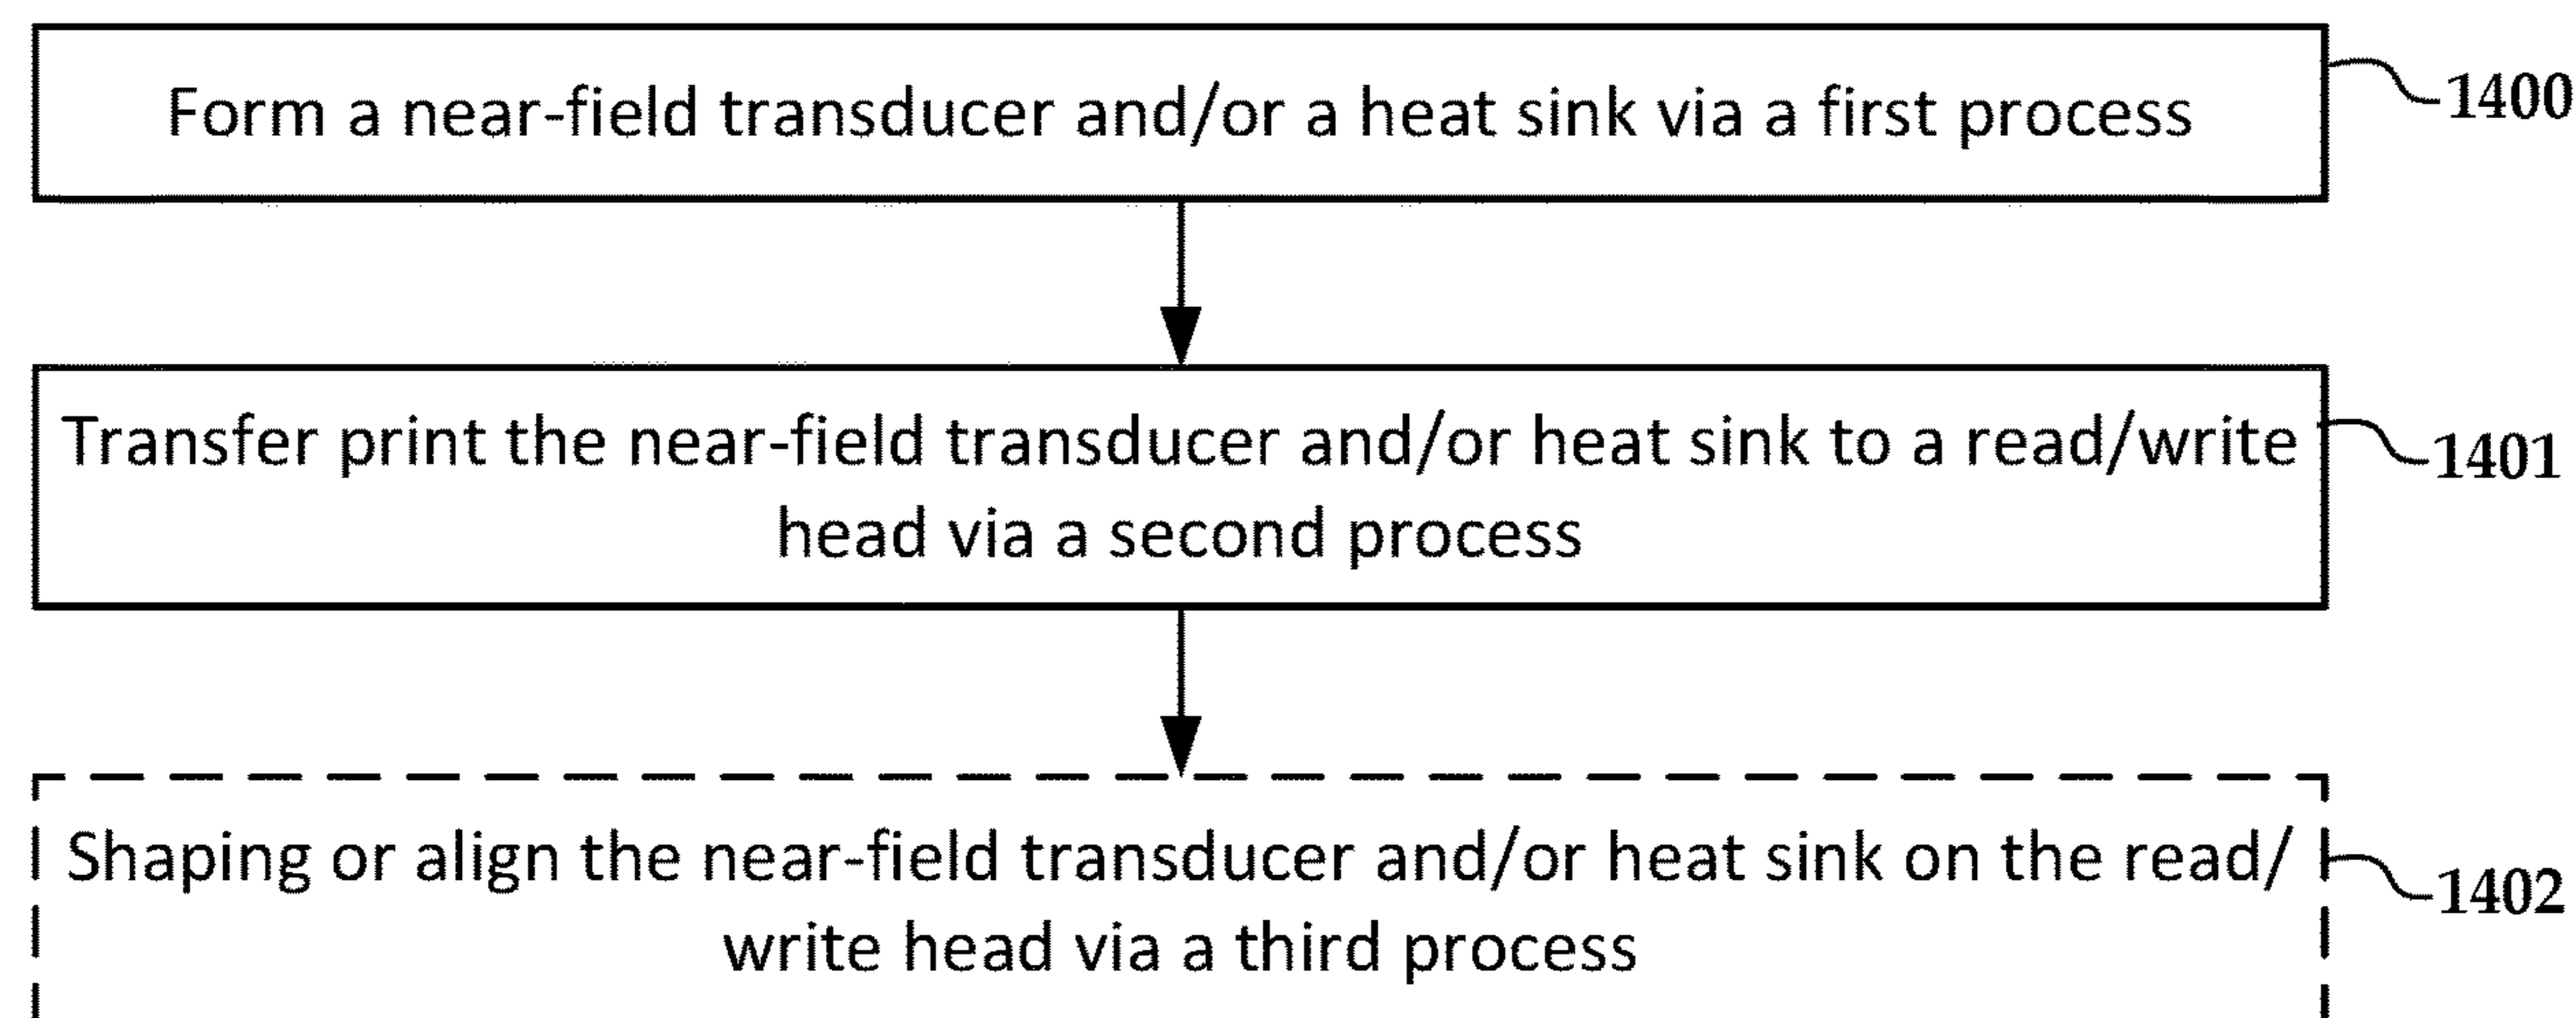 Form a near-field transducer and/or a heat sink via a first process
1400
Transfer print the near-field transducer and/or heat sink to a read/write
head via a second process
1401
Shaping or align the near-field transducer and/or heat sink on the read/
write head via a third process
1402